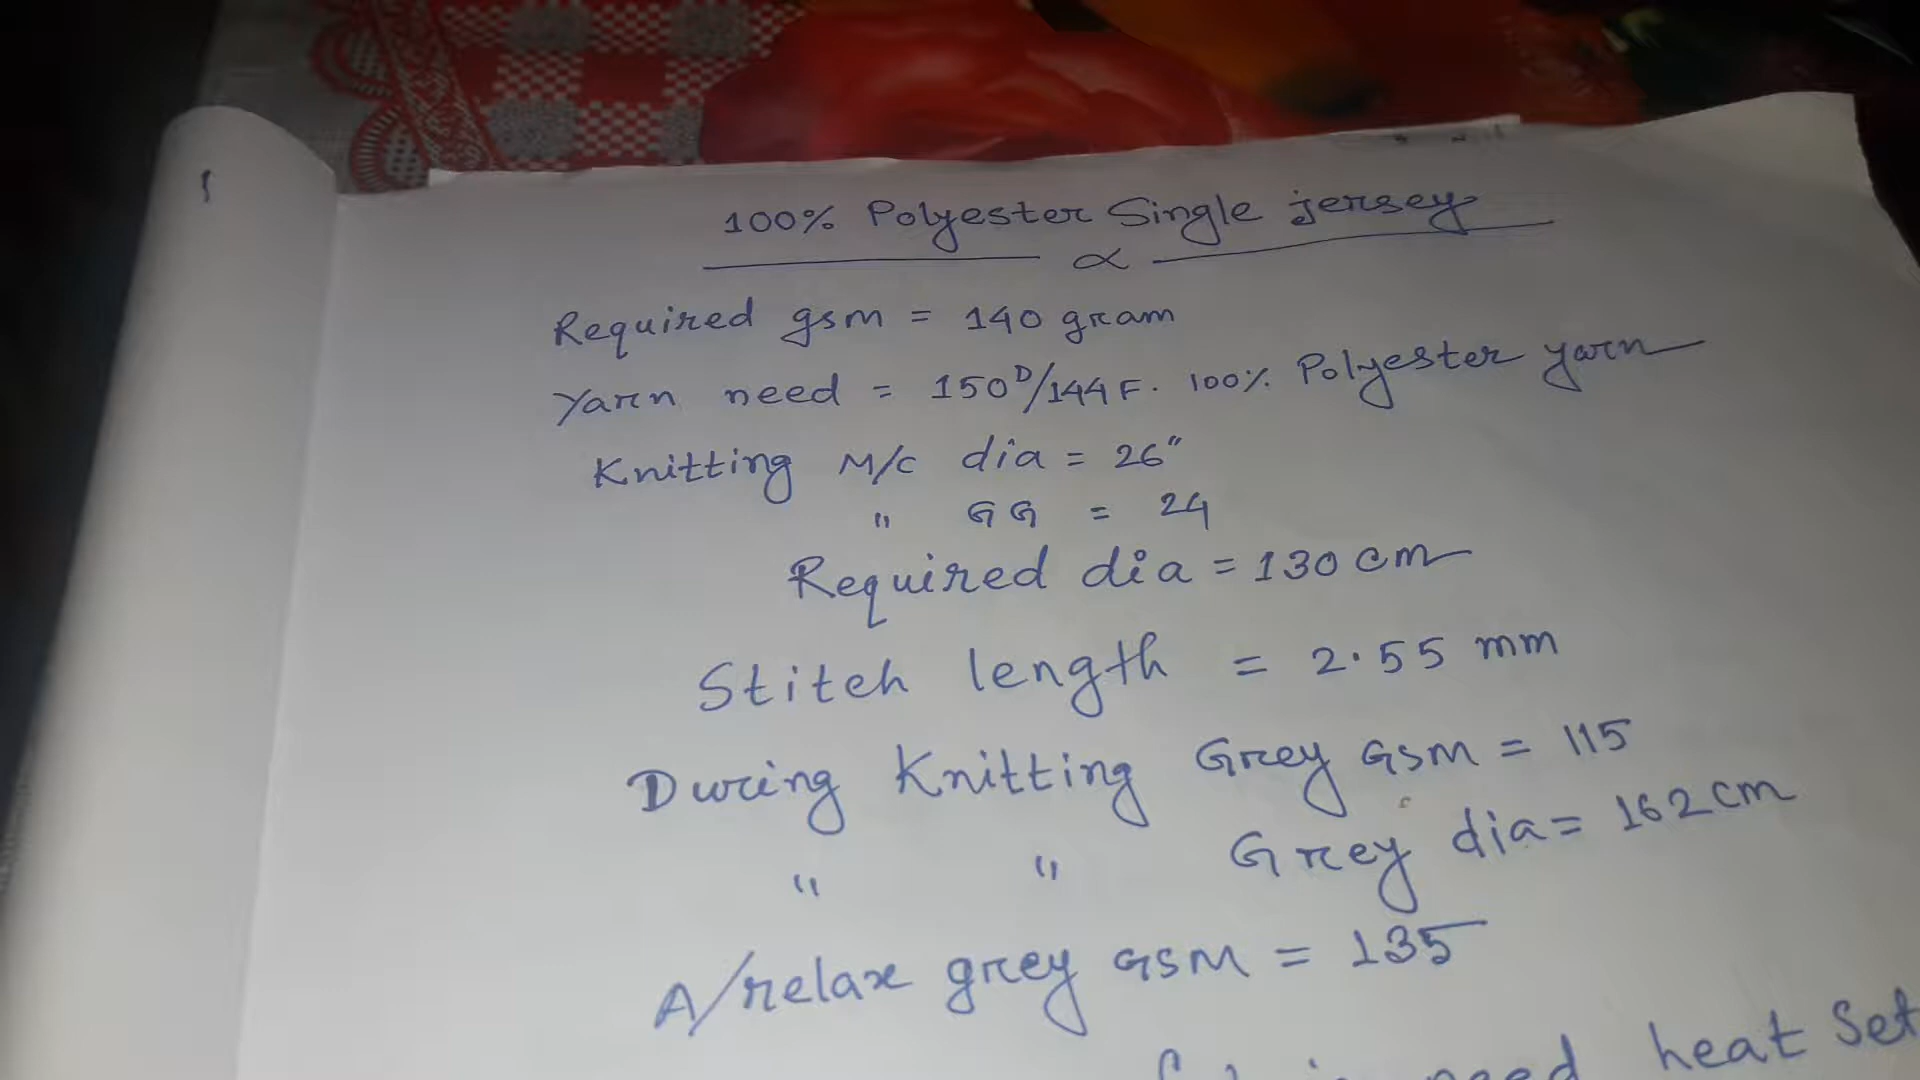 100% Polyester Single jersey
∝
Required gsm = 140 gram
Yarn need = 150D/144F. 100% Polyester yarn
Knitting M/c dia = 26"
" GG = 24
Required dia = 130 cm
Stitch length = 2.55 mm
During Knitting Grey GSM = 115
" " Grey dia = 162 cm
A/relax grey GSM = 135
need heat Set